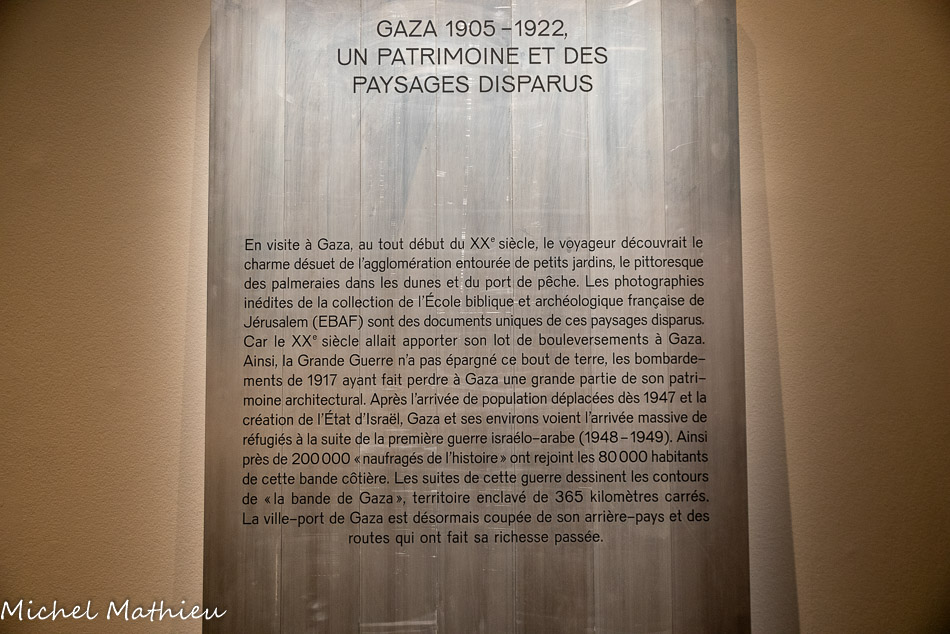 GAZA 1905–1922,
UN PATRIMOINE ET DES
PAYSAGES DISPARUS
En visite à Gaza, au tout début du XXe siècle, le voyageur découvrait le
charme désuet de l'agglomération entourée de petits jardins, le pittoresque
des palmeraies dans les dunes et du port de pêche. Les photographies
inédites de la collection de l'École biblique et archéologique française de
Jérusalem (EBAF) sont des documents uniques de ces paysages disparus.
Car le XXe siècle allait apporter son lot de bouleversements à Gaza.
Ainsi, la Grande Guerre n'a pas épargné ce bout de terre, les bombarde–
ments de 1917 ayant fait perdre à Gaza une grande partie de son patri–
moine architectural. Après l'arrivée de population déplacées dès 1947 et la
création de l'État d'Israël, Gaza et ses environs voient l'arrivée massive de
réfugiés à la suite de la première guerre israélo–arabe (1948–1949). Ainsi
près de 200 000 « naufragés de l'histoire » ont rejoint les 80 000 habitants
de cette bande côtière. Les suites de cette guerre dessinent les contours
de « la bande de Gaza », territoire enclavé de 365 kilomètres carrés.
La ville–port de Gaza est désormais coupée de son arrière–pays et des
routes qui ont fait sa richesse passée.
Michel Mathieu